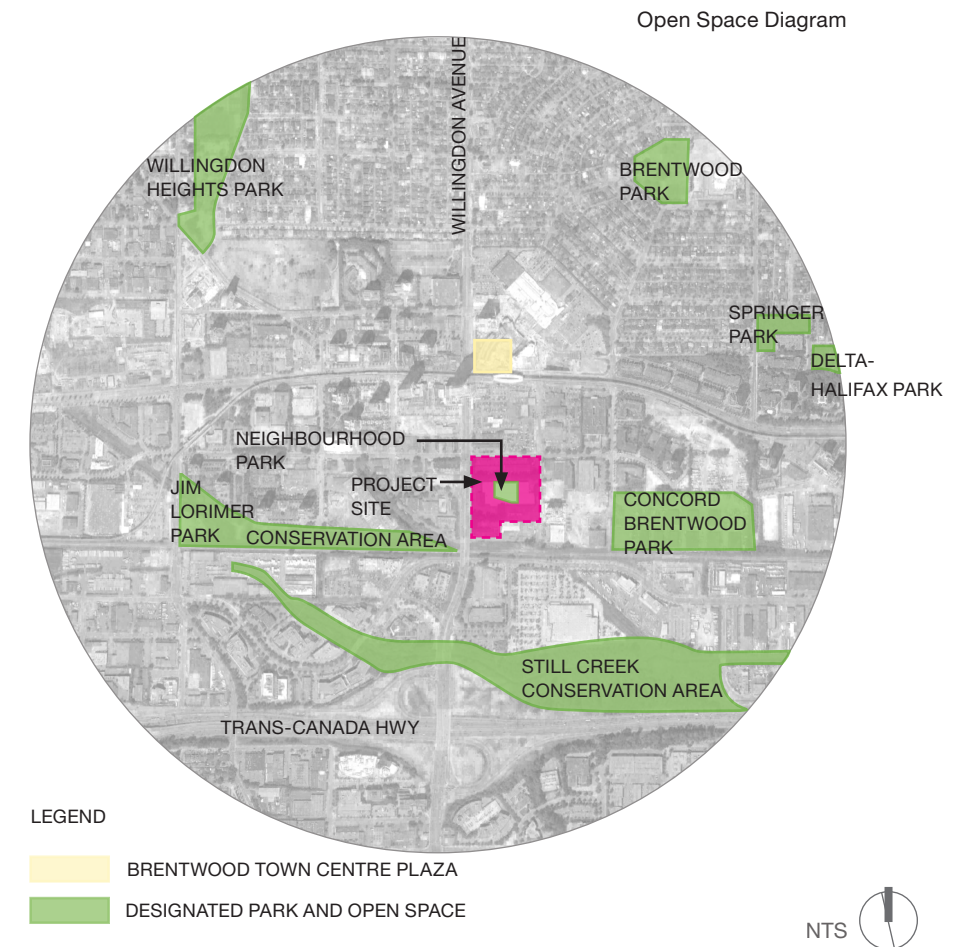 Open Space Diagram
WILLINGDON AVENUE
WILLINGDON
HEIGHTS PARK
BRENTWOOD
PARK
SPRINGER
PARK
DELTA-
HALIFAX PARK
NEIGHBOURHOOD
PARK
PROJECT
SITE
JIM
LORIMER
PARK
CONSERVATION AREA
CONCORD
BRENTWOOD
PARK
STILL CREEK
CONSERVATION AREA
TRANS-CANADA HWY
LEGEND
BRENTWOOD TOWN CENTRE PLAZA
DESIGNATED PARK AND OPEN SPACE
NTS